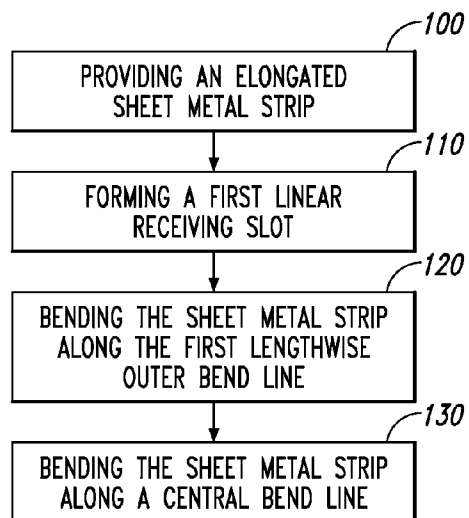 100
PROVIDING AN ELONGATED
SHEET METAL STRIP
110
FORMING A FIRST LINEAR
RECEIVING SLOT
120
BENDING THE SHEET METAL STRIP
ALONG THE FIRST LENGTHWISE
OUTER BEND LINE
130
BENDING THE SHEET METAL STRIP
ALONG A CENTRAL BEND LINE